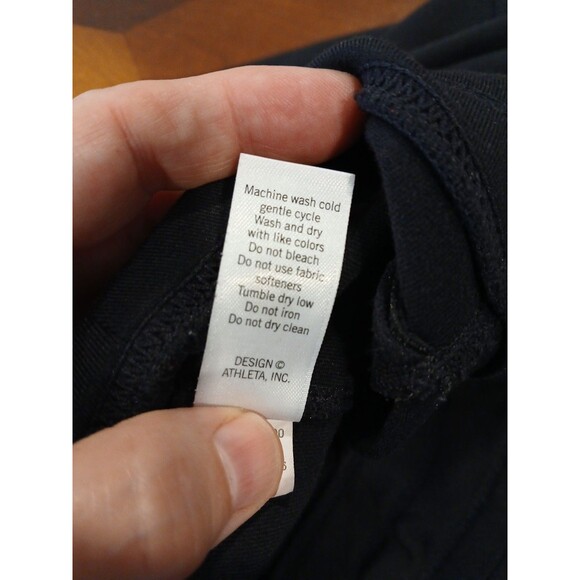 Machine wash cold
gentle cycle
Wash and dry
with like colors
Do not bleach
Do not use fabric
softeners
Tumble dry low
Do not iron
Do not dry clean
DESIGN ©
ATHLETA, INC.